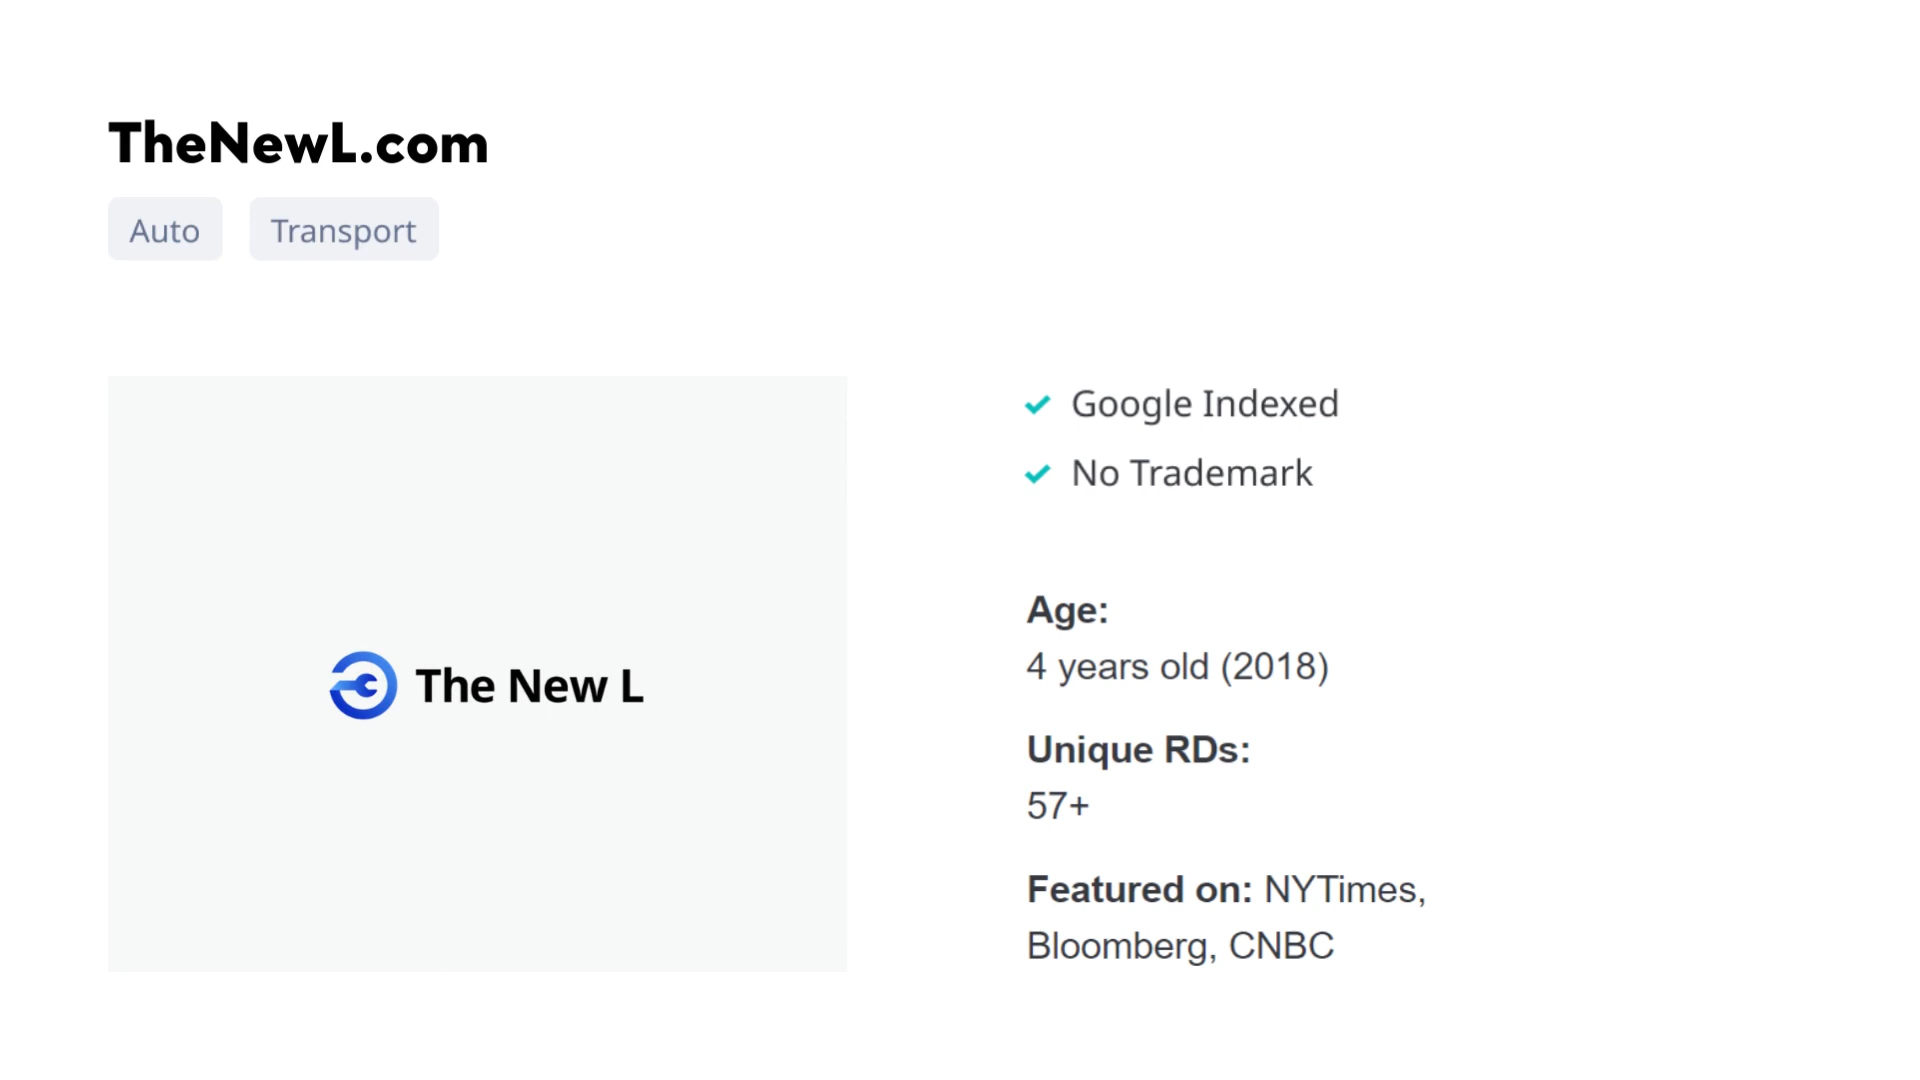 TheNewL.com
Auto
Transport
The New L
Google Indexed
No Trademark
Age:
4 years old (2018)
Unique RDs:
57+
Featured on: NYTimes,
Bloomberg, CNBC